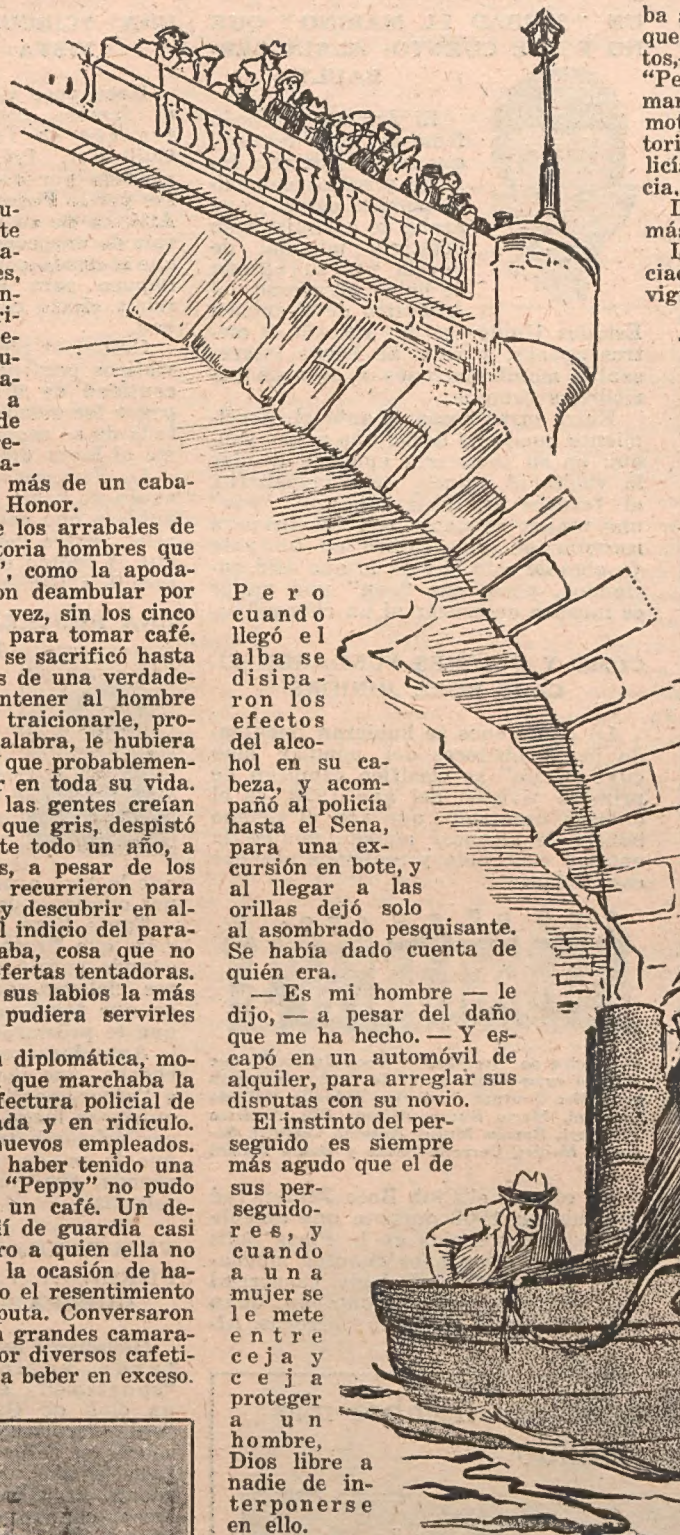 u-
te
a-
es,
n-
ri-
e-
u-
a-
a
de
re-
a-
más de un caba-
Honor.
e los arrabales de
toria hombres que
”, como la apoda-
on deambular por
vez, sin los cinco
para tomar café.
se sacrificó hasta
s de una verdade-
antener al hombre
traicionarle, pro-
alabra, le hubiera
que probablemen-
r en toda su vida.
las gentes creían
que gris, despistó
te todo un año, a
s, a pesar de los
recurrieron para
y descubrir en al-
l indicio del para-
aba, cosa que no
fertas tentadoras.
sus labios la más
pudiera servirles
n diplomática, mo-
que marchaba la
fectura policial de
ada y en ridículo.
nuevos empleados.
haber tenido una
“Peppy” no pudo
un café. Un de-
lí de guardia casi
ro a quien ella no
la ocasión de ha-
o el resentimiento
puta. Conversaron
n grandes camara-
or diversos cafeti-
a beber en exceso.
Pero
cuando
llegó el
alba se
disipa-
ron los
efectos
del alco-
hol en su ca-
beza, y acom-
pañó al policía
hasta el Sena,
para una ex-
cursión en bote, y
al llegar a las
orillas dejó solo
al asombrado pesquisante.
Se había dado cuenta de
quién era.
— Es mi hombre — le
dijo, — a pesar del daño
que me ha hecho. — Y es-
capó en un automóvil de
alquiler, para arreglar sus
disputas con su novio.
El instinto del per-
seguido es siempre
más agudo que el de
sus per-
seguido-
res, y
cuando
a una
mujer se
le mete
entre
ceja y
ceja
proteger
a un
hombre,
Dios libre a
nadie de in-
terponerse
en ello.
ba
que
tos,
“Pe
mar
mot
tori
licía
cia.
más
ciad
vig